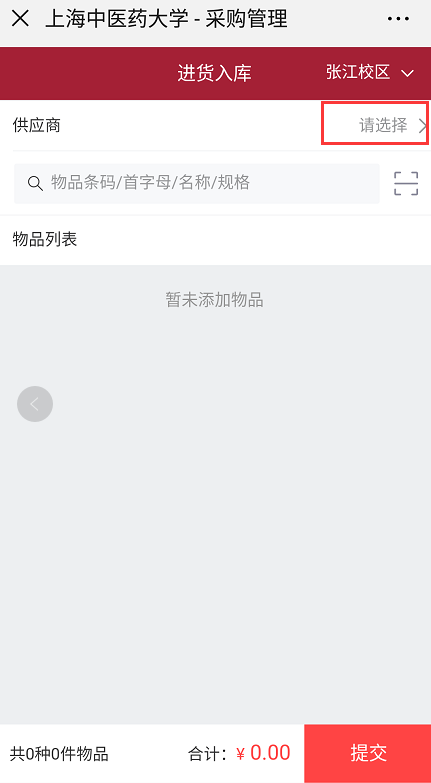 上海中医药大学 - 采购管理
进货入库 张江校区
供应商 请选择
物品条码/首字母/名称/规格
物品列表
暂未添加物品
共0种0件物品 合计: ¥ 0.00 提交